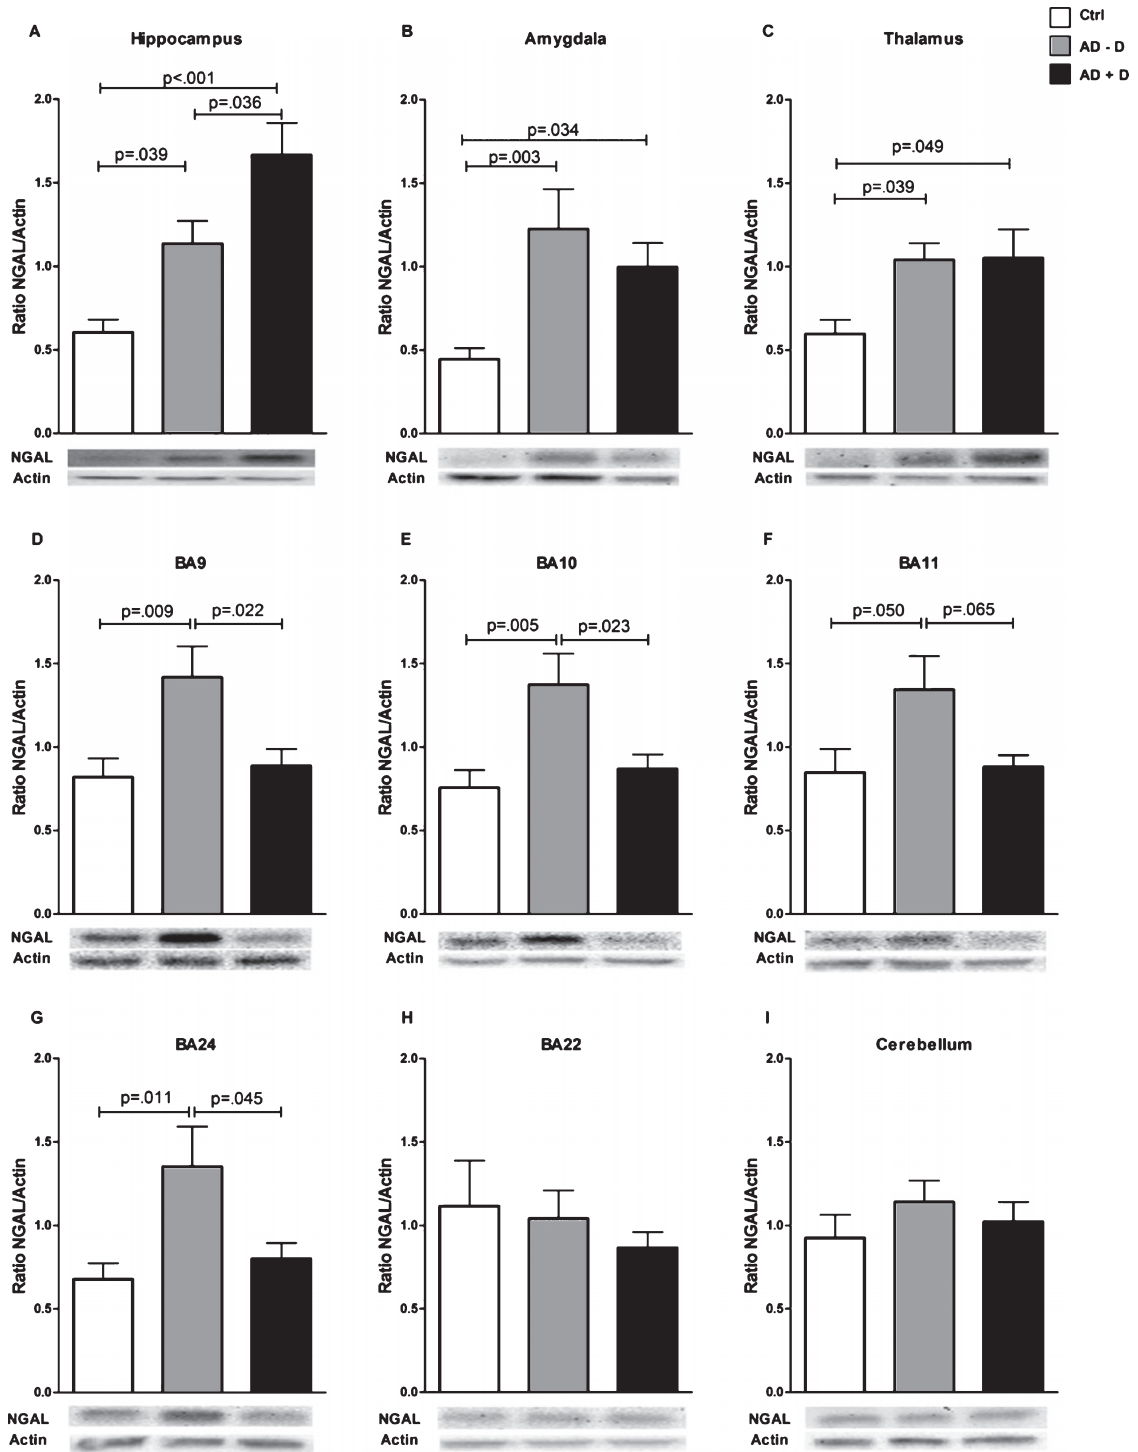 Ctrl
AD - D
AD + D
A
Hippocampus
p<.001
p=.036
p=.039
2.0
1.5
1.0
0.5
0.0
Ratio NGAL/Actin
NGAL
Actin
B
Amygdala
p=.034
p=.003
2.0
1.5
1.0
0.5
0.0
Ratio NGAL/Actin
NGAL
Actin
C
Thalamus
p=.049
p=.039
2.0
1.5
1.0
0.5
0.0
Ratio NGAL/Actin
NGAL
Actin
D
BA9
p=.009 p=.022
2.0
1.5
1.0
0.5
0.0
Ratio NGAL/Actin
NGAL
Actin
E
BA10
p=.005 p=.023
2.0
1.5
1.0
0.5
0.0
Ratio NGAL/Actin
NGAL
Actin
F
BA11
p=.050 p=.065
2.0
1.5
1.0
0.5
0.0
Ratio NGAL/Actin
NGAL
Actin
G
BA24
p=.011 p=.045
2.0
1.5
1.0
0.5
0.0
Ratio NGAL/Actin
NGAL
Actin
H
BA22
2.0
1.5
1.0
0.5
0.0
Ratio NGAL/Actin
NGAL
Actin
I
Cerebellum
2.0
1.5
1.0
0.5
0.0
Ratio NGAL/Actin
NGAL
Actin